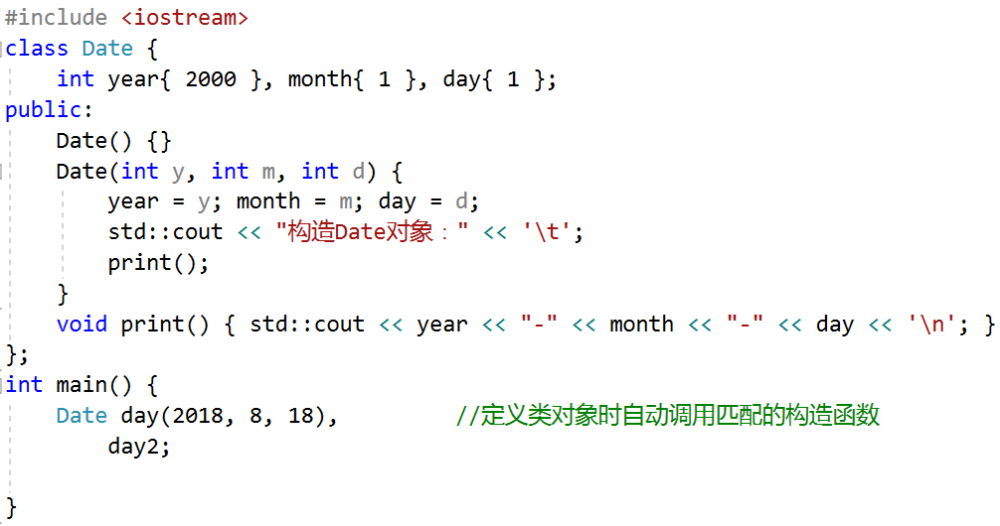 #include <iostream>
class Date {
    int year{ 2000 }, month{ 1 }, day{ 1 };
public:
    Date() {}
    Date(int y, int m, int d) {
        year = y; month = m; day = d;
        std::cout << "构造Date对象：" << '\t';
        print();
    }
    void print() { std::cout << year << "-" << month << "-" << day << '\n'; }
};
int main() {
    Date day(2018, 8, 18),           //定义类对象时自动调用匹配的构造函数
        day2;
}